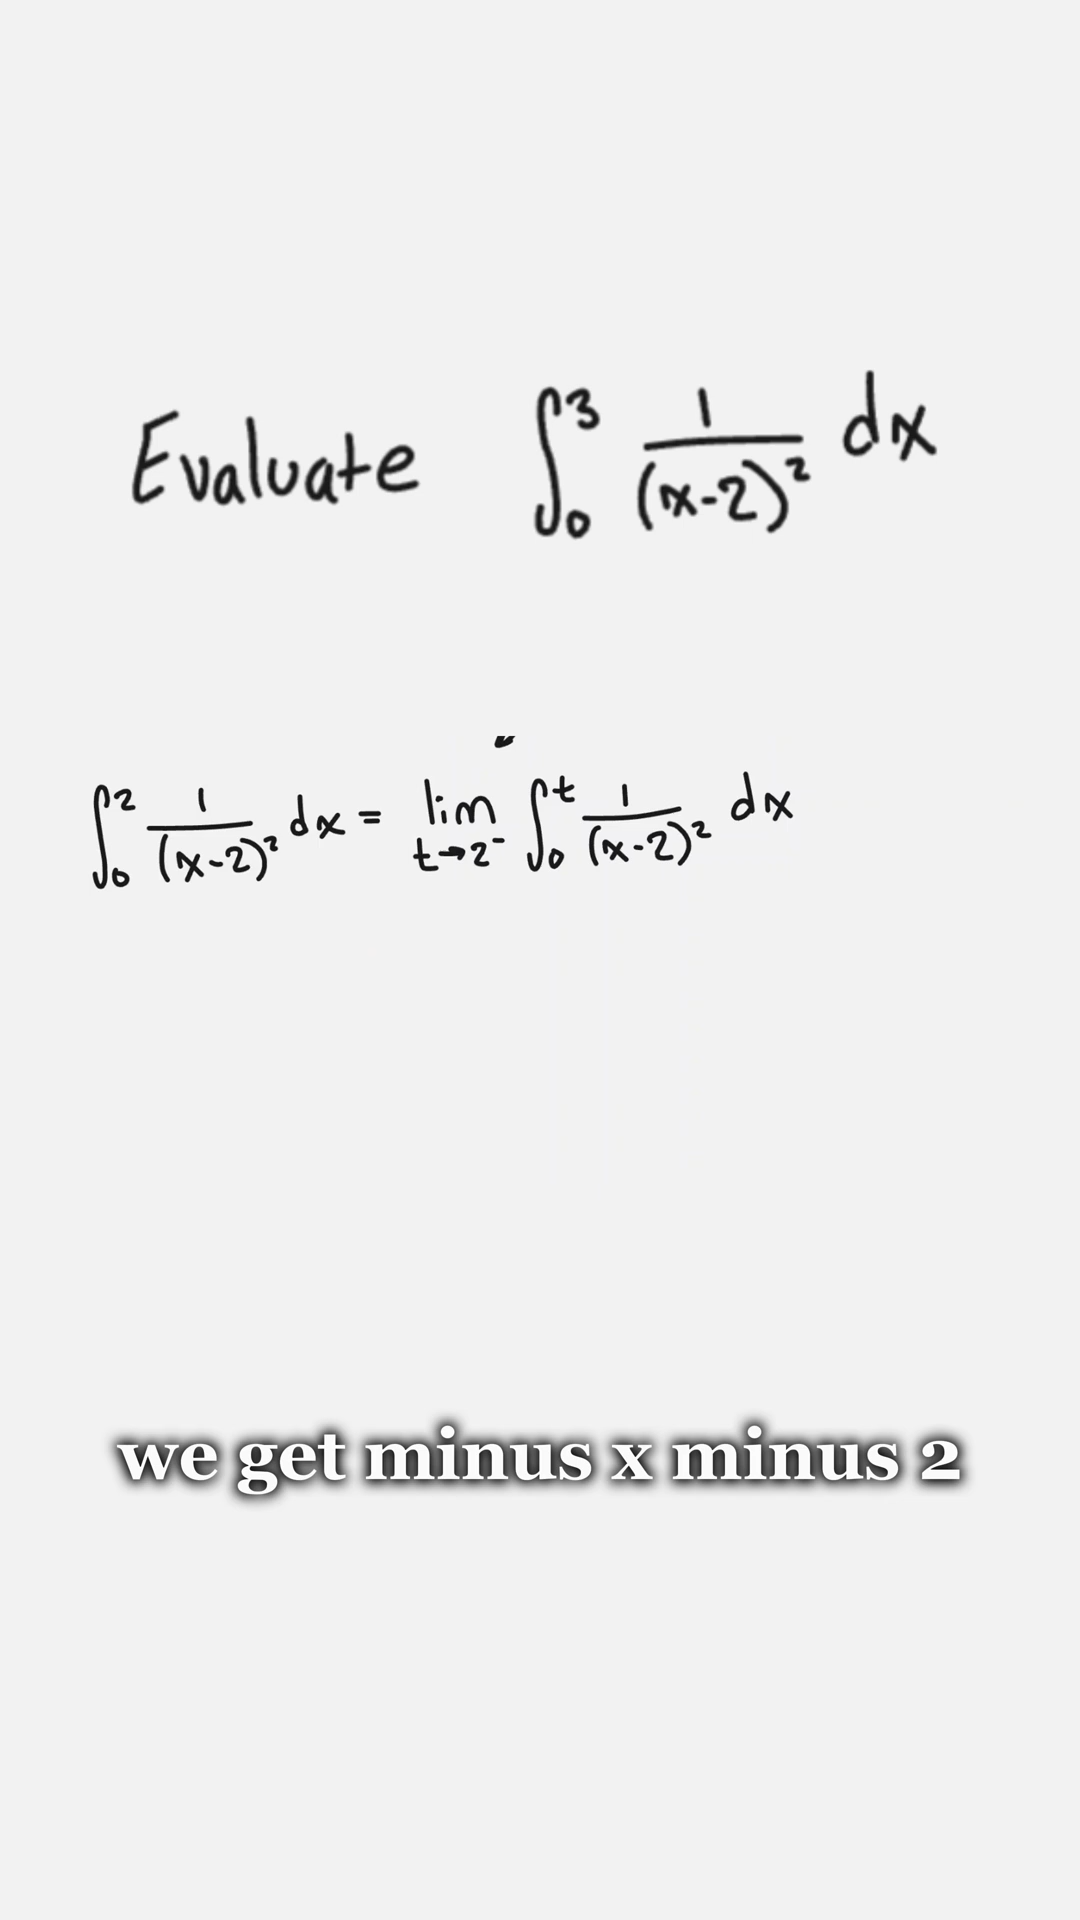 Evaluate ∫₀³ 1/(x-2)² dx
∫₀² 1/(x-2)² dx = lim t→2⁻ ∫₀ᵗ 1/(x-2)² dx
we get minus x minus 2